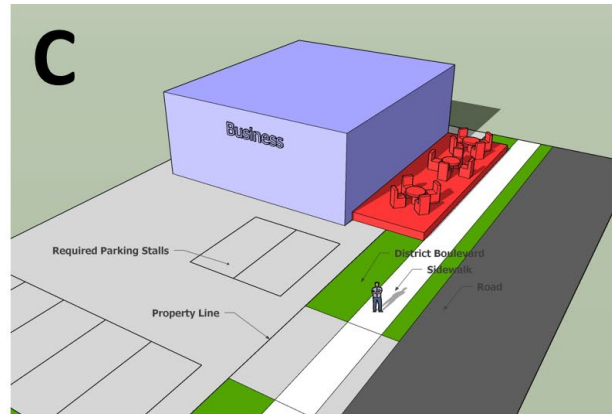 C
Business
Required Parking Stalls
District Boulevard
Sidewalk
Road
Property Line